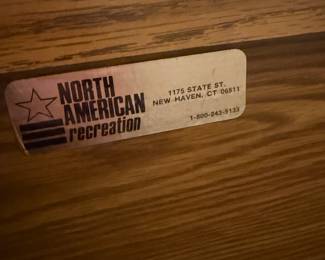 NORTH
AMERICAN
recreation
1175 STATE ST.
NEW HAVEN, CT 06511
1-800-243-5133